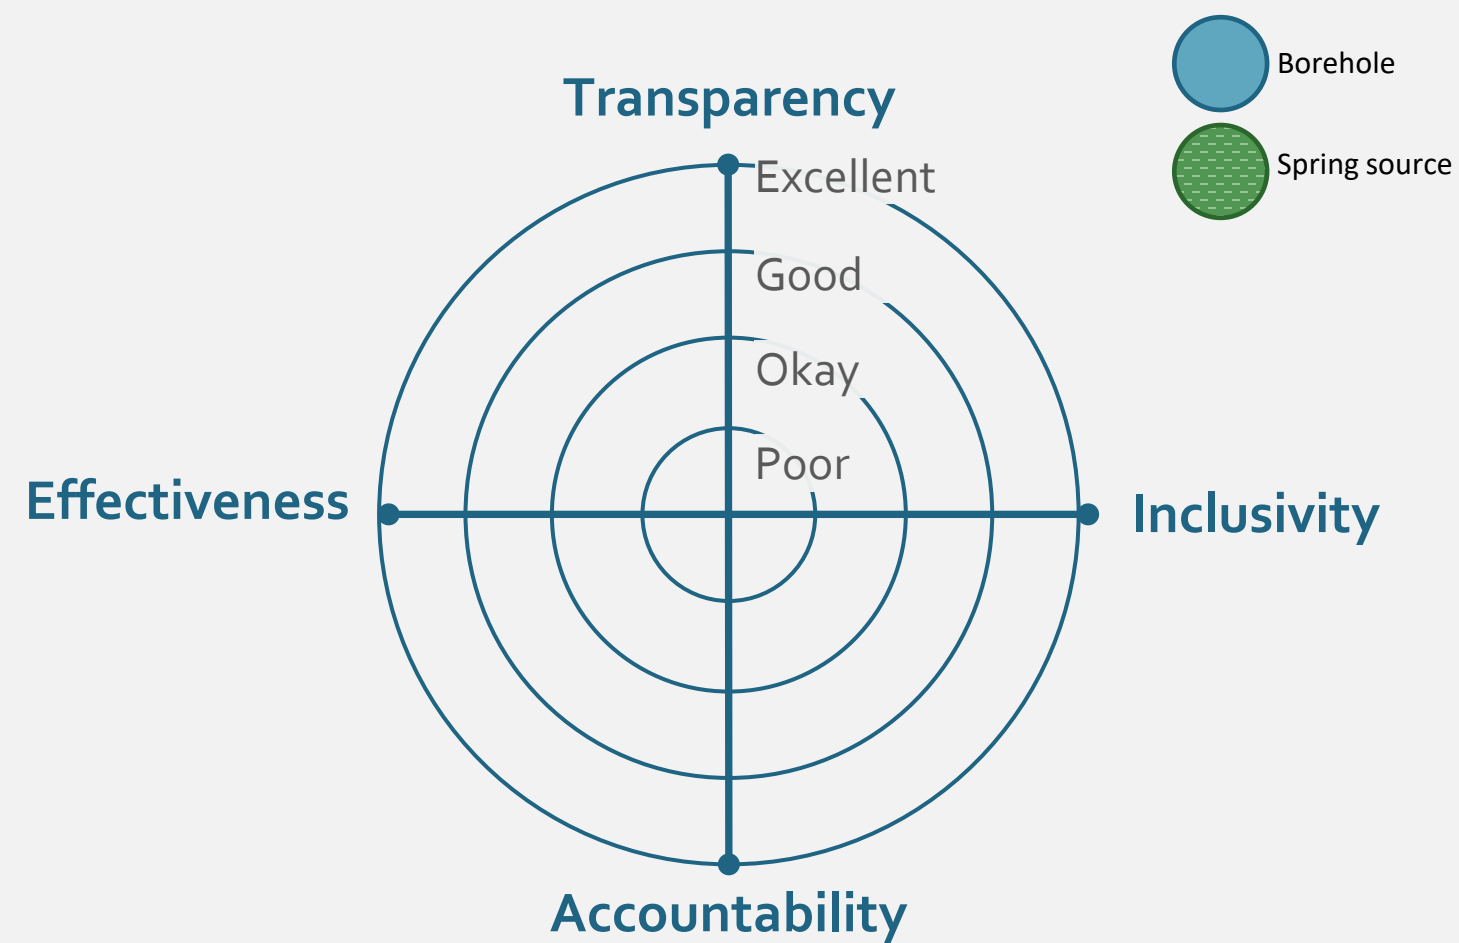 Borehole
Transparency
Spring source
Excellent
Good
Okay
Poor
Effectiveness
Inclusivity
Accountability